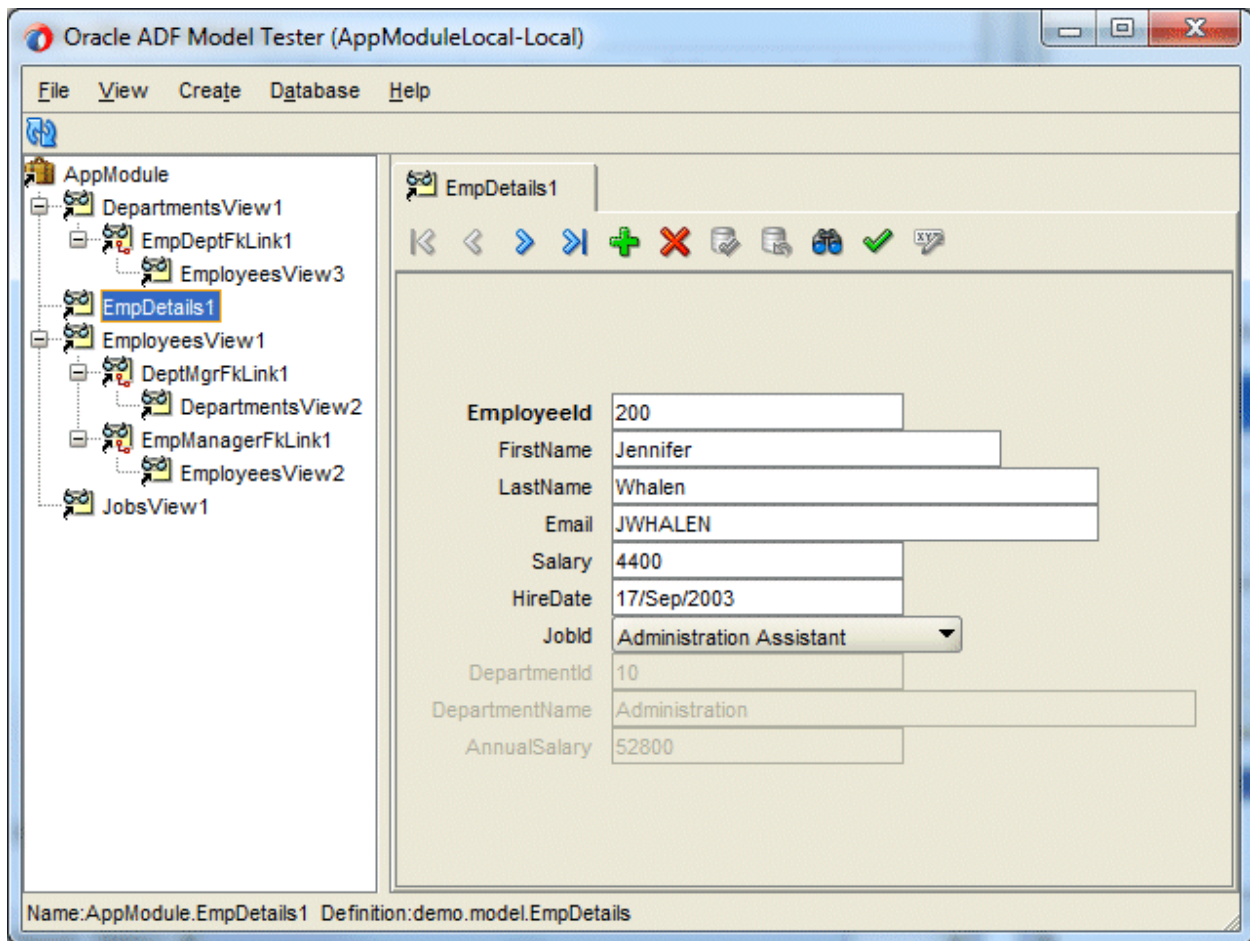 Oracle ADF Model Tester (AppModuleLocal-Local)
File View Create Database Help
AppModule
DepartmentsView1
EmpDeptFkLink1
EmployeesView3
EmpDetails1
EmployeesView1
DeptMgrFkLink1
DepartmentsView2
EmpManagerFkLink1
EmployeesView2
JobsView1
EmpDetails1
XYZ
EmployeeId 200
FirstName Jennifer
LastName Whalen
Email JWHALEN
Salary 4400
HireDate 17/Sep/2003
JobId Administration Assistant
DepartmentId 10
DepartmentName Administration
AnnualSalary 52800
Name:AppModule.EmpDetails1 Definition:demo.model.EmpDetails